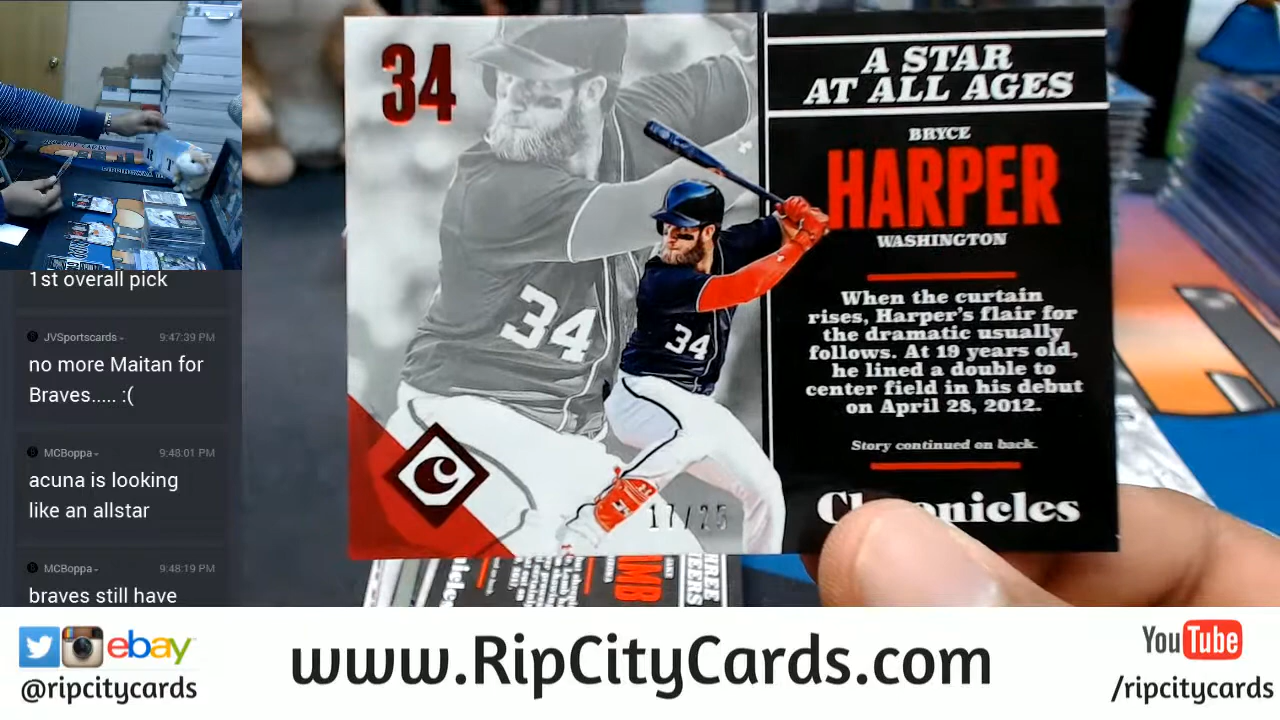 34
A STAR
AT ALL AGES
BRYCE
HARPER
WASHINGTON
34
34
When the curtain
rises, Harper's flair for
the dramatic usually
follows. At 19 years old,
he lined a double to
center field in his debut
on April 28, 2012.
Story continued on back.
C
17/25
1st overall pick
JVSportscards
9:47:39 PM
no more Maitan for
Braves..... :(
MCBoppa
9:48:01 PM
acuna is looking
like an allstar
MCBoppa
9:48:19 PM
braves still have
ebay
@ripcitycards
www.RipCityCards.com
YouTube
/ripcitycards